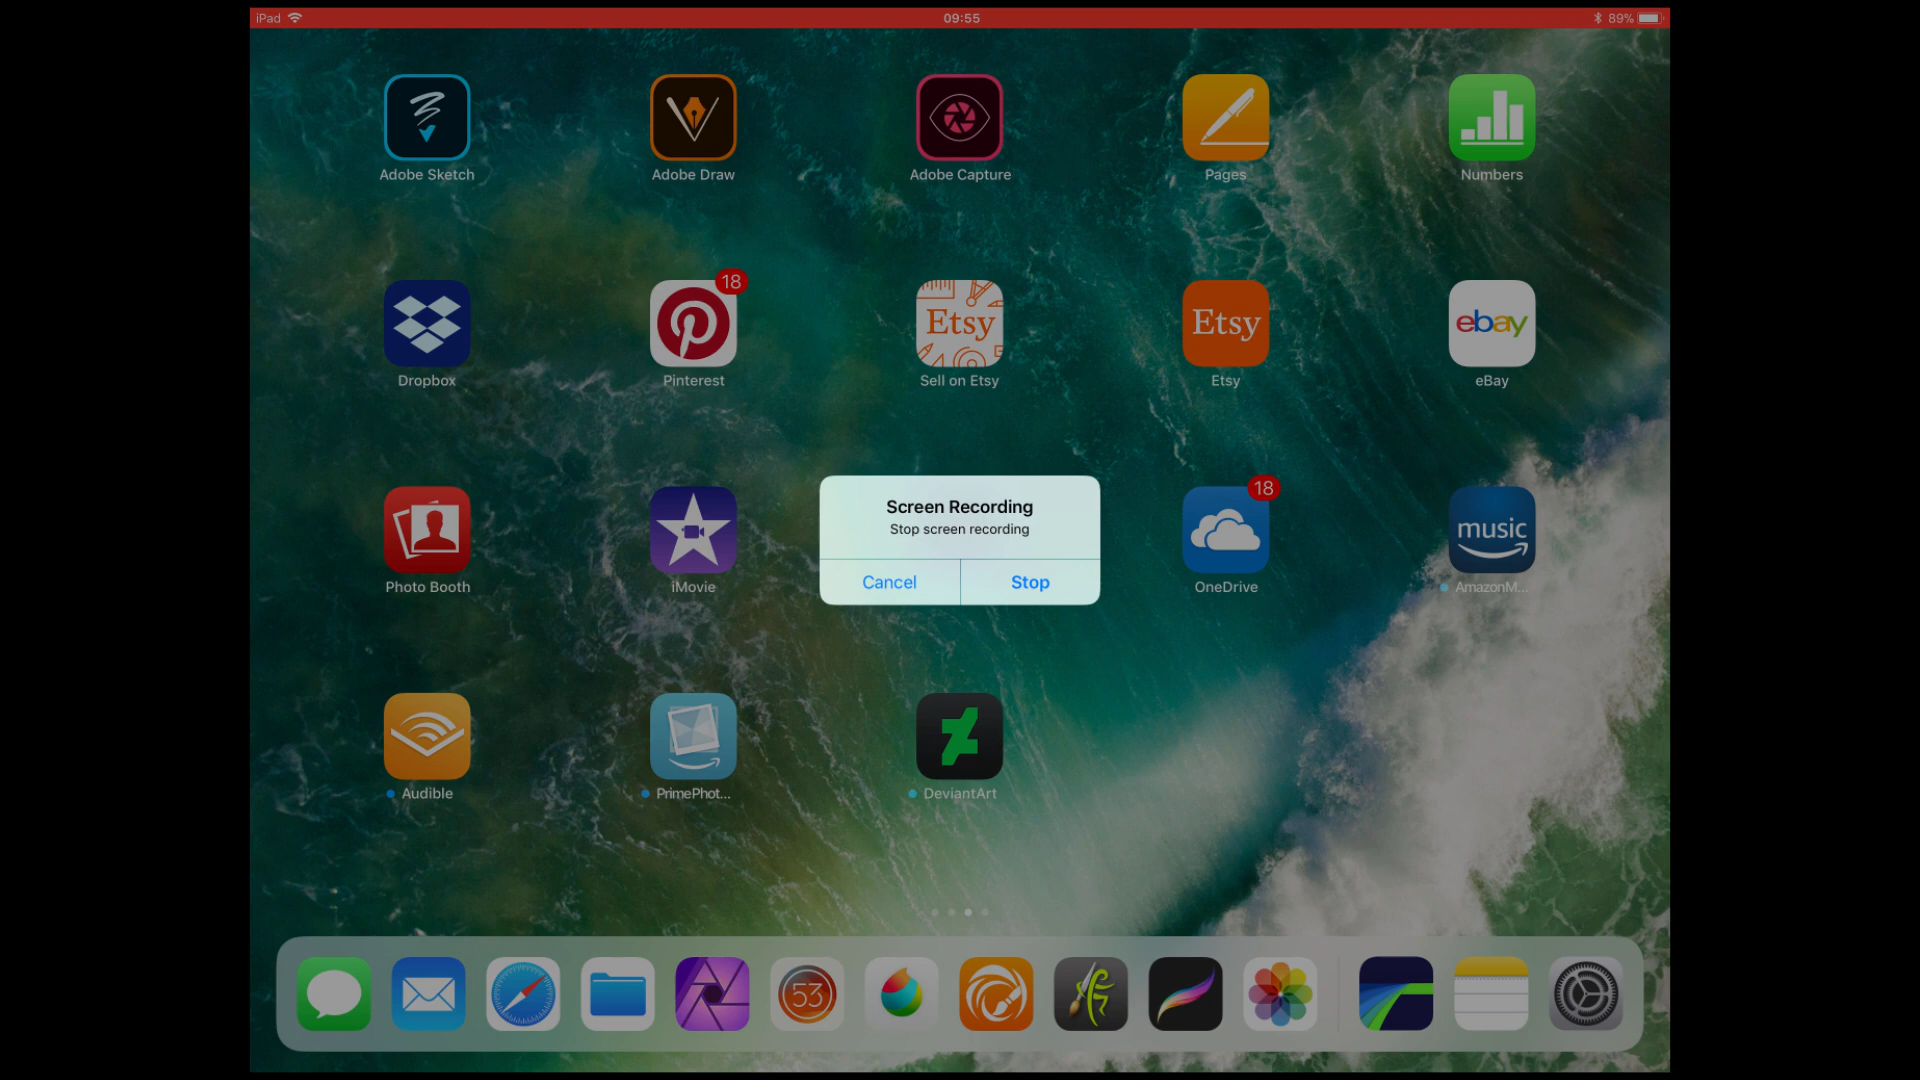 iPad
09:55
89%
Adobe Sketch
Adobe Draw
Adobe Capture
Pages
Numbers
18
Etsy
Etsy
ebay
Dropbox
Pinterest
Sell on Etsy
Etsy
eBay
Screen Recording
Stop screen recording
Cancel
Stop
18
music
Photo Booth
iMovie
OneDrive
AmazonM...
Audible
PrimePhot...
DeviantArt
53